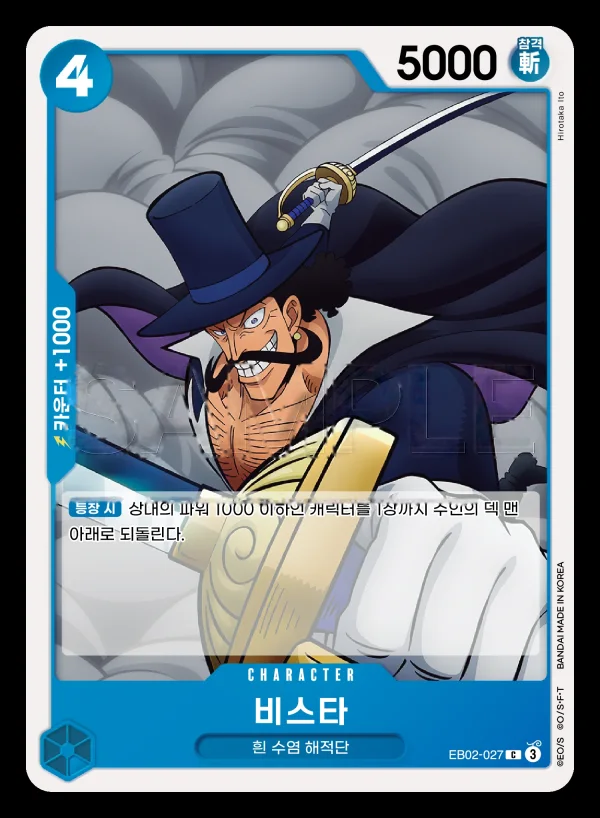 4
5000
참격
斬
Hirotaka Ito
⚡카운터 +1000
SAMPLE
등장 시 상대의 파워 1000 이하인 캐릭터를 1장까지 주인의 덱 맨
아래로 되돌린다.
CHARACTER
비스타
흰 수염 해적단
EB02-027 C 3
©EO/S ©O/S·F·T BANDAI MADE IN KOREA